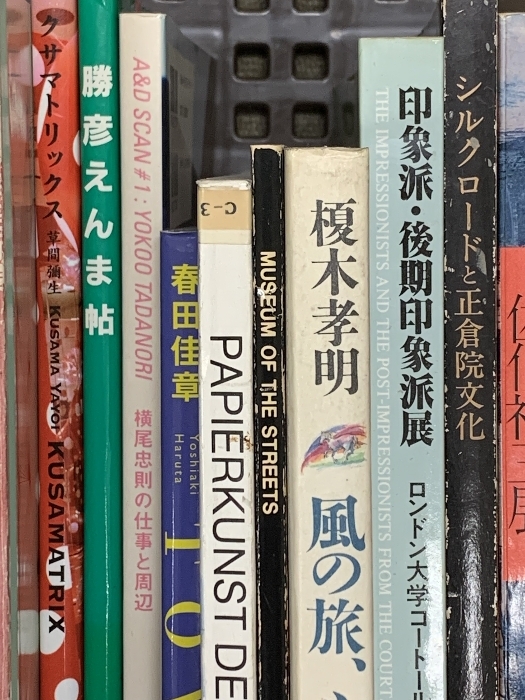 クサマトリックス
草間彌生
KUSAMA YAYOI
KUSAMATRIX
勝彦えんま帖
A&D SCAN #1 : YOKOO TADANORI
横尾忠則の仕事と周辺
春田佳章
Yoshiaki
Haruta
C-3
PAPIERKUNST DE
MUSEUM OF THE STREETS
榎木孝明
風の旅、
印象派・後期印象派展
ロンドン大学コートール
THE IMPRESSIONISTS AND THE POST-IMPRESSIONISTS FROM THE COURT
シルクロードと正倉院文化